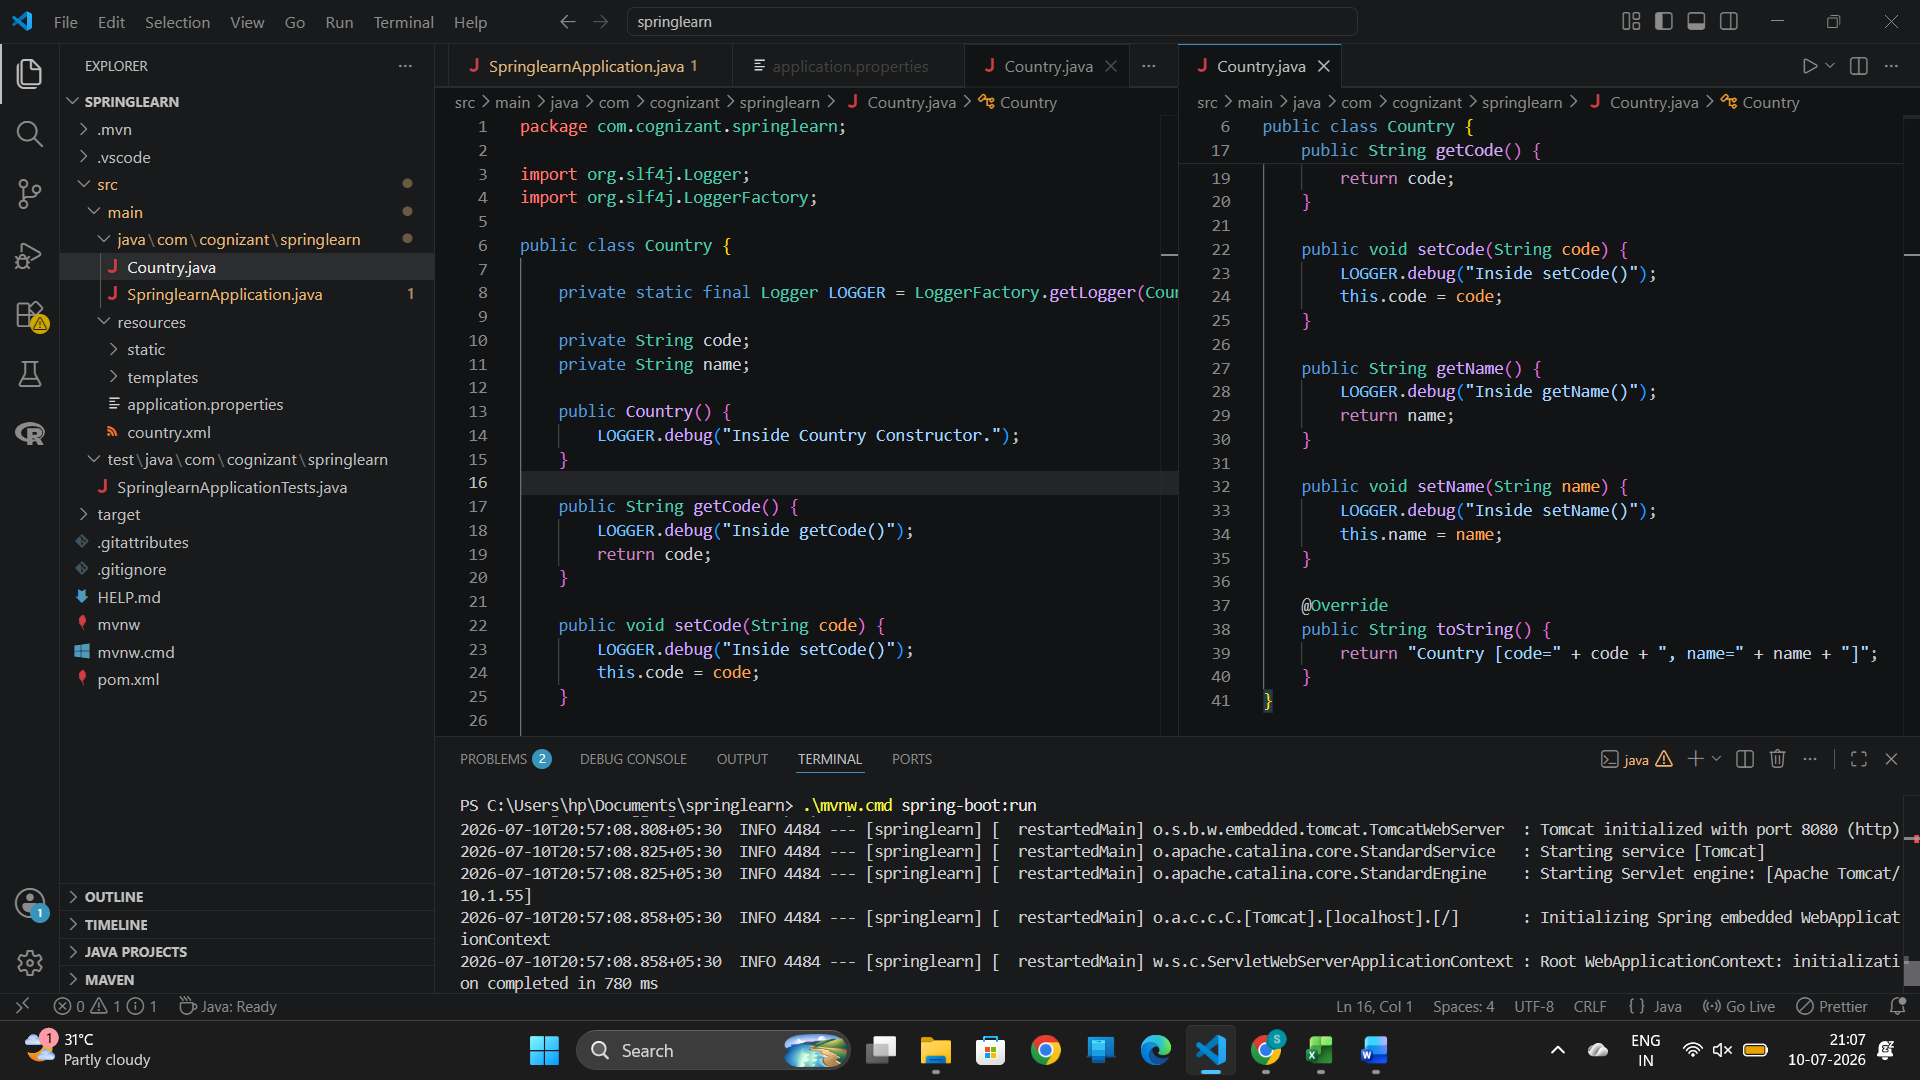 File Edit Selection View Go Run Terminal Help
springlearn
EXPLORER
SPRINGLEARN
.mvn
.vscode
src
main
java\com\cognizant\springlearn
Country.java
SpringlearnApplication.java 1
resources
static
templates
application.properties
country.xml
test\java\com\cognizant\springlearn
SpringlearnApplicationTests.java
target
.gitattributes
.gitignore
HELP.md
mvnw
mvnw.cmd
pom.xml
OUTLINE
TIMELINE
JAVA PROJECTS
MAVEN
SpringlearnApplication.java 1 application.properties Country.java
src > main > java > com > cognizant > springlearn > Country.java > Country
1 package com.cognizant.springlearn;
2
3 import org.slf4j.Logger;
4 import org.slf4j.LoggerFactory;
5
6 public class Country {
7
8 private static final Logger LOGGER = LoggerFactory.getLogger(Cou
9
10 private String code;
11 private String name;
12
13 public Country() {
14 LOGGER.debug("Inside Country Constructor.");
15 }
16
17 public String getCode() {
18 LOGGER.debug("Inside getCode()");
19 return code;
20 }
21
22 public void setCode(String code) {
23 LOGGER.debug("Inside setCode()");
24 this.code = code;
25 }
26
Country.java
src > main > java > com > cognizant > springlearn > Country.java > Country
6 public class Country {
17 public String getCode() {
19 return code;
20 }
21
22 public void setCode(String code) {
23 LOGGER.debug("Inside setCode()");
24 this.code = code;
25 }
26
27 public String getName() {
28 LOGGER.debug("Inside getName()");
29 return name;
30 }
31
32 public void setName(String name) {
33 LOGGER.debug("Inside setName()");
34 this.name = name;
35 }
36
37 @Override
38 public String toString() {
39 return "Country [code=" + code + ", name=" + name + "]";
40 }
41 }
PROBLEMS 2 DEBUG CONSOLE OUTPUT TERMINAL PORTS
java
PS C:\Users\hp\Documents\springlearn> .\mvnw.cmd spring-boot:run
2026-07-10T20:57:08.808+05:30  INFO 4484 --- [springlearn] [  restartedMain] o.s.b.w.embedded.tomcat.TomcatWebServer  : Tomcat initialized with port 8080 (http)
2026-07-10T20:57:08.825+05:30  INFO 4484 --- [springlearn] [  restartedMain] o.apache.catalina.core.StandardService   : Starting service [Tomcat]
2026-07-10T20:57:08.825+05:30  INFO 4484 --- [springlearn] [  restartedMain] o.apache.catalina.core.StandardEngine    : Starting Servlet engine: [Apache Tomcat/
10.1.55]
2026-07-10T20:57:08.858+05:30  INFO 4484 --- [springlearn] [  restartedMain] o.a.c.c.C.[Tomcat].[localhost].[/]       : Initializing Spring embedded WebApplicat
ionContext
2026-07-10T20:57:08.858+05:30  INFO 4484 --- [springlearn] [  restartedMain] w.s.c.ServletWebServerApplicationContext : Root WebApplicationContext: initializati
on completed in 780 ms
1
0 1 1 Java: Ready
Ln 16, Col 1 Spaces: 4 UTF-8 CRLF { } Java Go Live Prettier
1
31°C
Partly cloudy
Search
S
X
W
ENG
IN
21:07
10-07-2026